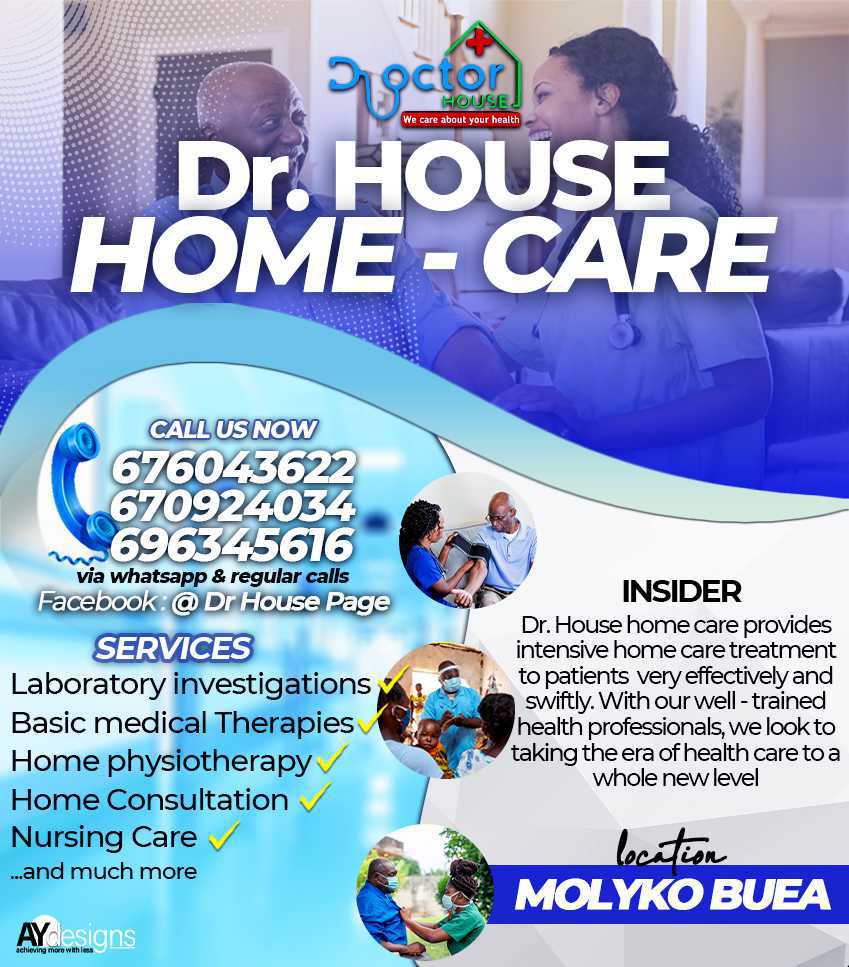 Doctor
HOUSE
We care about your health
Dr. HOUSE
HOME - CARE
CALL US NOW
676043622
670924034
696345616
via whatsapp & regular calls
Facebook : @ Dr House Page
SERVICES
Laboratory investigations
Basic medical Therapies
Home physiotherapy
Home Consultation
Nursing Care
...and much more
INSIDER
Dr. House home care provides
intensive home care treatment
to patients very effectively and
swiftly. With our well - trained
health professionals, we look to
taking the era of health care to a
whole new level
location
MOLYKO BUEA
AYdesigns
achieving more with less